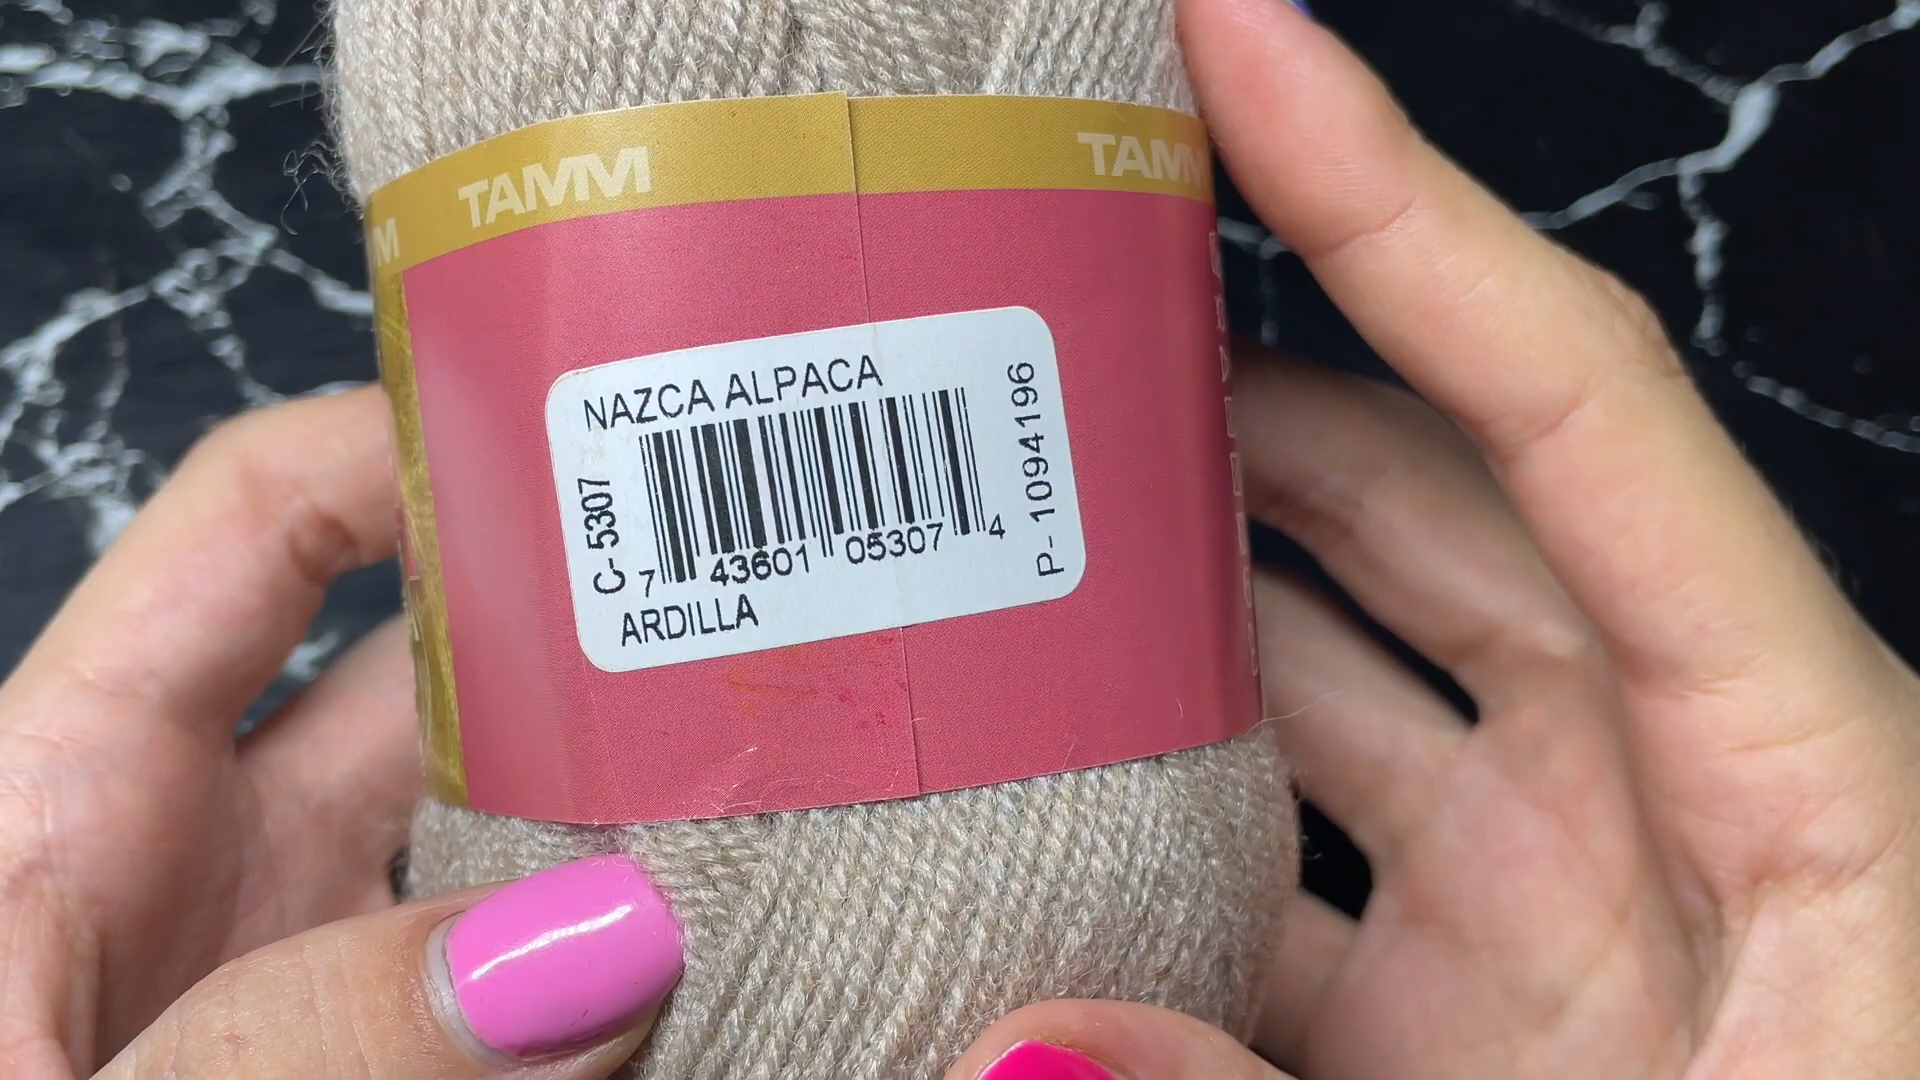 TAMM
TAMM
NAZCA ALPACA
C-5307
7 43601 05307 4
P-1094196
ARDILLA